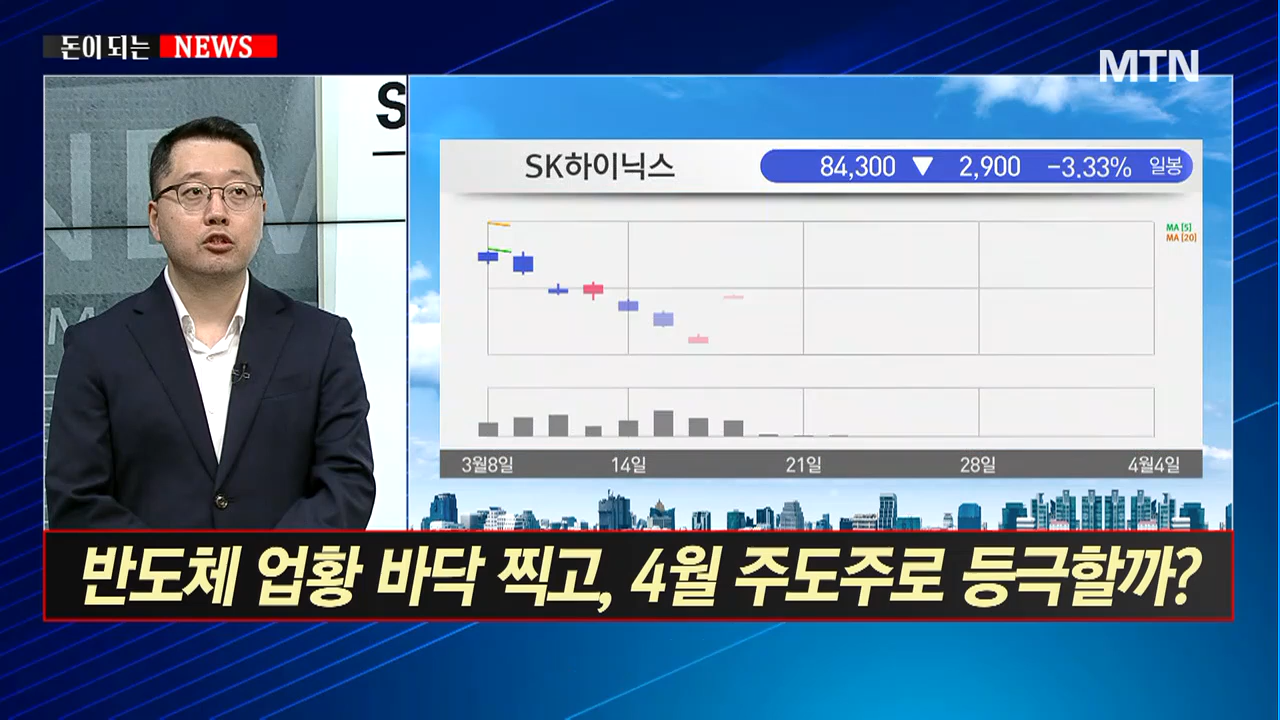 돈이 되는 NEWS
MTN
SK하이닉스 84,300 ▼ 2,900 -3.33% 일봉
MA [5]
MA [20]
3월8일 14일 21일 28일 4월4일
반도체 업황 바닥 찍고, 4월 주도주로 등극할까?